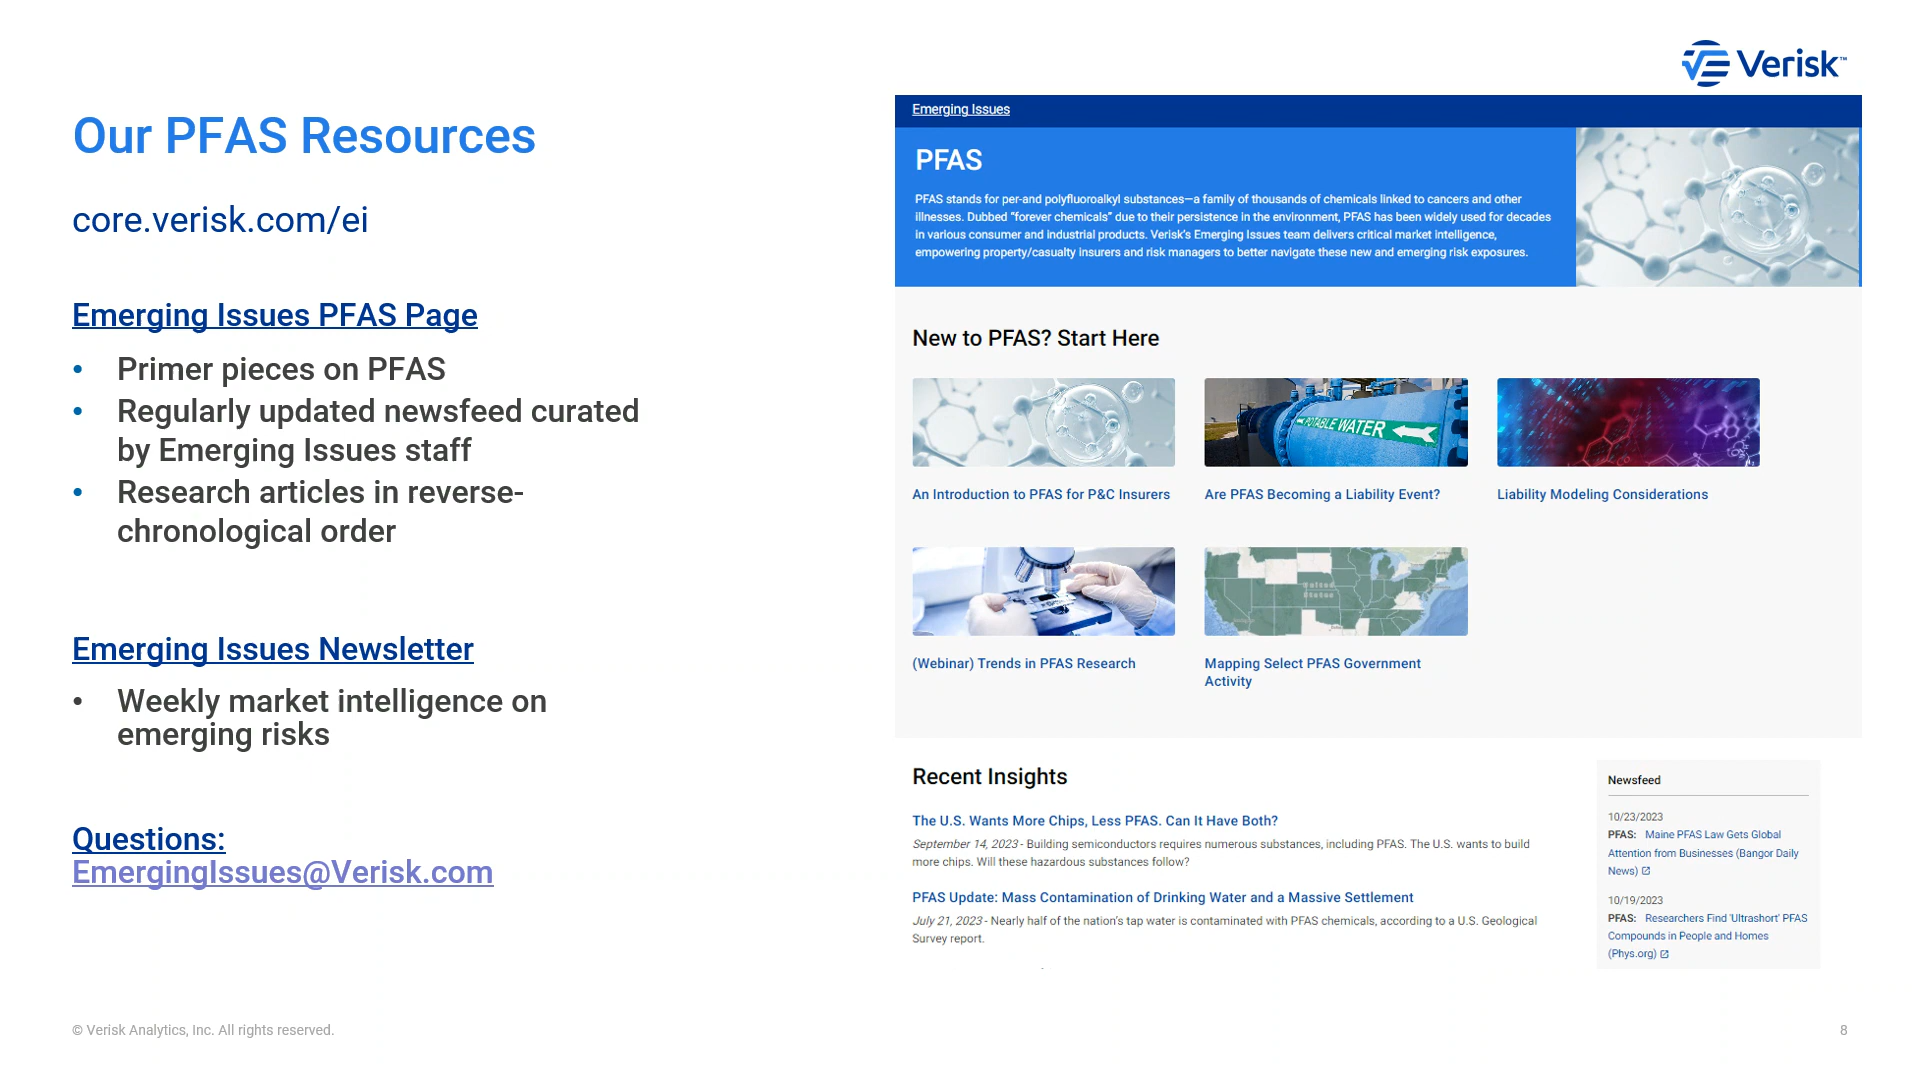 Verisk™
Our PFAS Resources
core.verisk.com/ei
Emerging Issues PFAS Page
• Primer pieces on PFAS
• Regularly updated newsfeed curated
by Emerging Issues staff
• Research articles in reverse-
chronological order
Emerging Issues Newsletter
• Weekly market intelligence on
emerging risks
Questions:
EmergingIssues@Verisk.com
Emerging Issues
PFAS
PFAS stands for per-and polyfluoroalkyl substances—a family of thousands of chemicals linked to cancers and other
illnesses. Dubbed “forever chemicals” due to their persistence in the environment, PFAS has been widely used for decades
in various consumer and industrial products. Verisk’s Emerging Issues team delivers critical market intelligence,
empowering property/casualty insurers and risk managers to better navigate these new and emerging risk exposures.
New to PFAS? Start Here
POTABLE WATER
An Introduction to PFAS for P&C Insurers
Are PFAS Becoming a Liability Event?
Liability Modeling Considerations
United
States
(Webinar) Trends in PFAS Research
Mapping Select PFAS Government
Activity
Recent Insights
The U.S. Wants More Chips, Less PFAS. Can It Have Both?
September 14, 2023 - Building semiconductors requires numerous substances, including PFAS. The U.S. wants to build
more chips. Will these hazardous substances follow?
PFAS Update: Mass Contamination of Drinking Water and a Massive Settlement
July 21, 2023 - Nearly half of the nation’s tap water is contaminated with PFAS chemicals, according to a U.S. Geological
Survey report.
Newsfeed
10/23/2023
PFAS: Maine PFAS Law Gets Global
Attention from Businesses (Bangor Daily
News)
10/19/2023
PFAS: Researchers Find 'Ultrashort' PFAS
Compounds in People and Homes
(Phys.org)
© Verisk Analytics, Inc. All rights reserved.
8